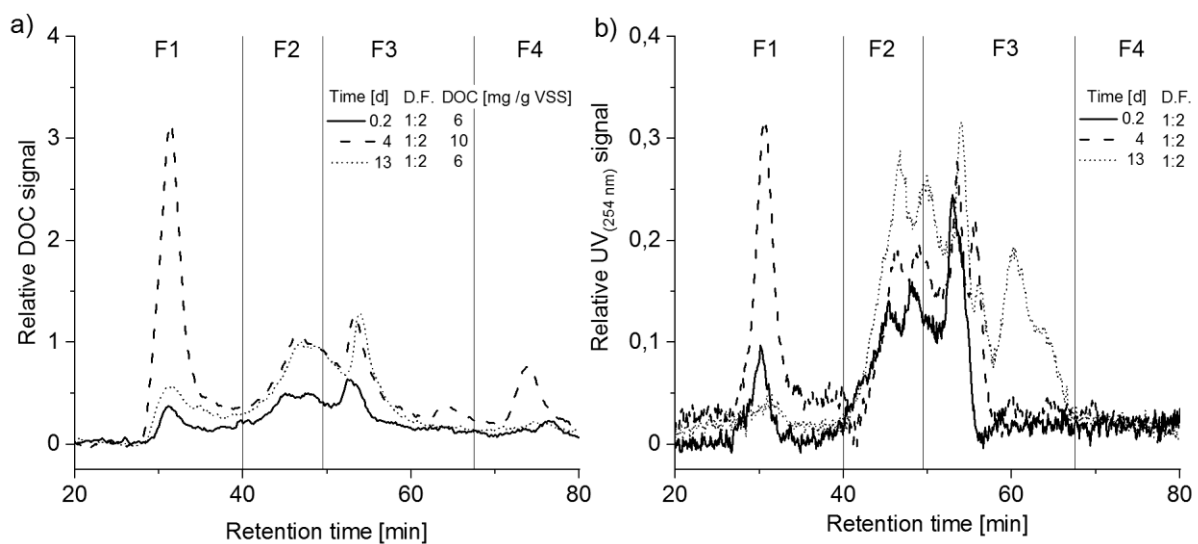 a)
F1 F2 F3 F4
Time [d] D.F. DOC [mg /g VSS]
0.2 1:2 6
4 1:2 10
13 1:2 6
4
3
2
1
0
20 40 60 80
Relative DOC signal
Retention time [min]
b)
F1 F2 F3 F4
Time [d] D.F.
0.2 1:2
4 1:2
13 1:2
0,4
0,3
0,2
0,1
0
20 40 60 80
Relative UV(254 nm) signal
Retention time [min]